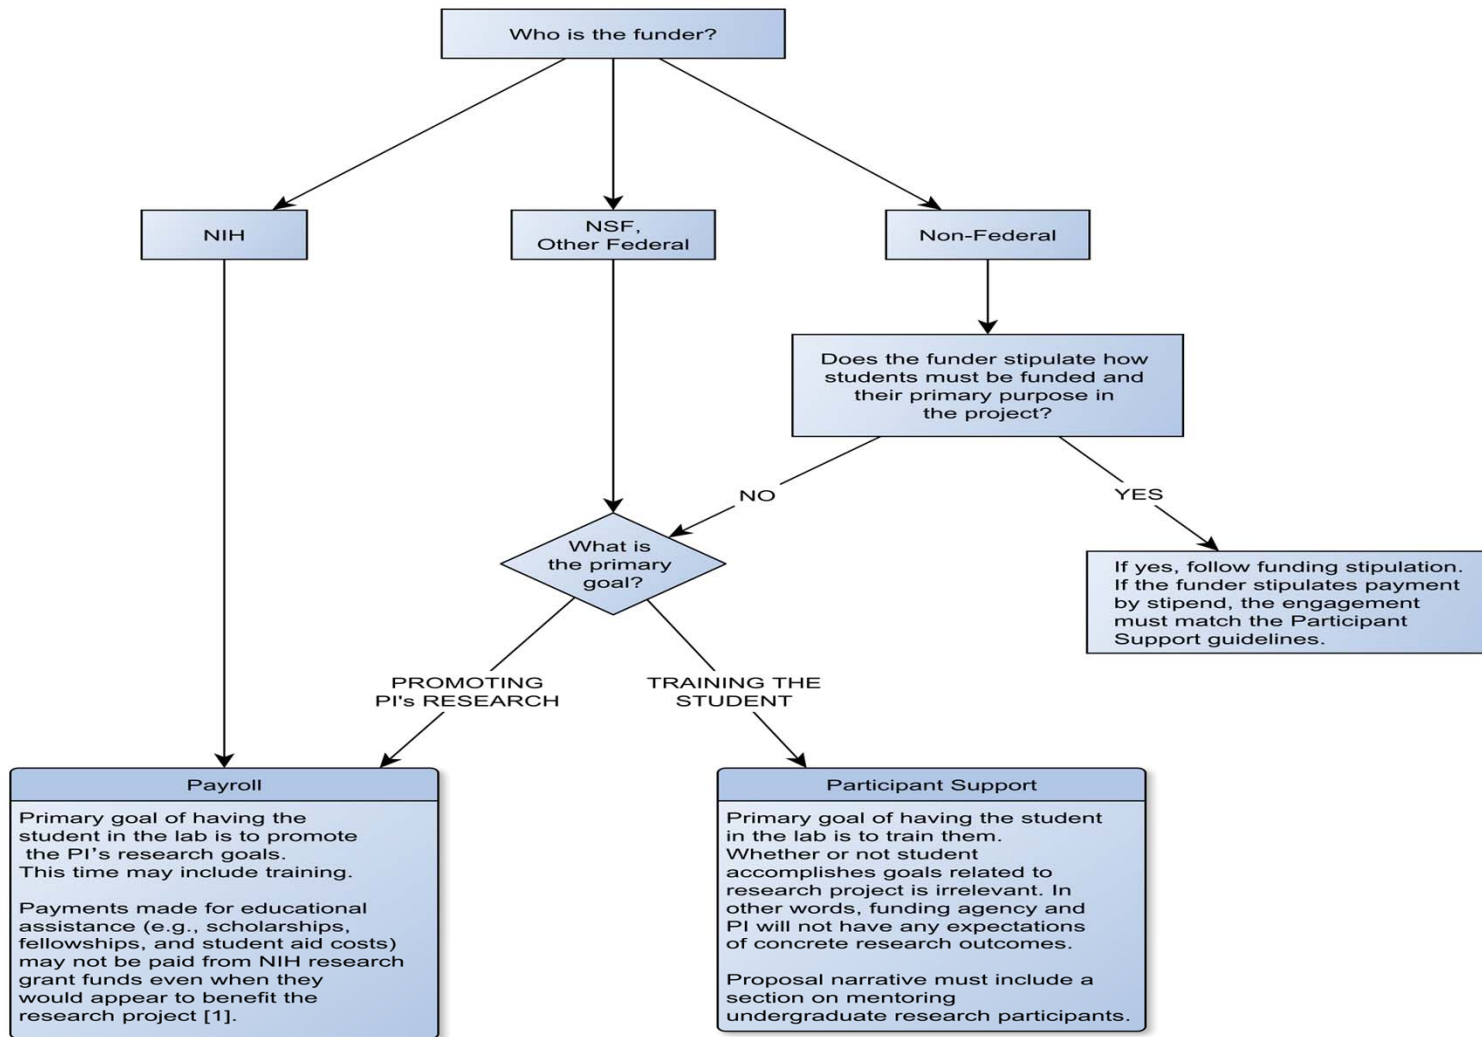 Who is the funder?
NIH
NSF,
Other Federal
Non-Federal
Does the funder stipulate how
students must be funded and
their primary purpose in
the project?
NO
YES
What is
the primary
goal?
If yes, follow funding stipulation.
If the funder stipulates payment
by stipend, the engagement
must match the Participant
Support guidelines.
PROMOTING
PI's RESEARCH
TRAINING THE
STUDENT
Payroll
Primary goal of having the
student in the lab is to promote
the PI's research goals.
This time may include training.
Payments made for educational
assistance (e.g., scholarships,
fellowships, and student aid costs)
may not be paid from NIH research
grant funds even when they
would appear to benefit the
research project [1].
Participant Support
Primary goal of having the student
in the lab is to train them.
Whether or not student
accomplishes goals related to
research project is irrelevant. In
other words, funding agency and
PI will not have any expectations
of concrete research outcomes.
Proposal narrative must include a
section on mentoring
undergraduate research participants.